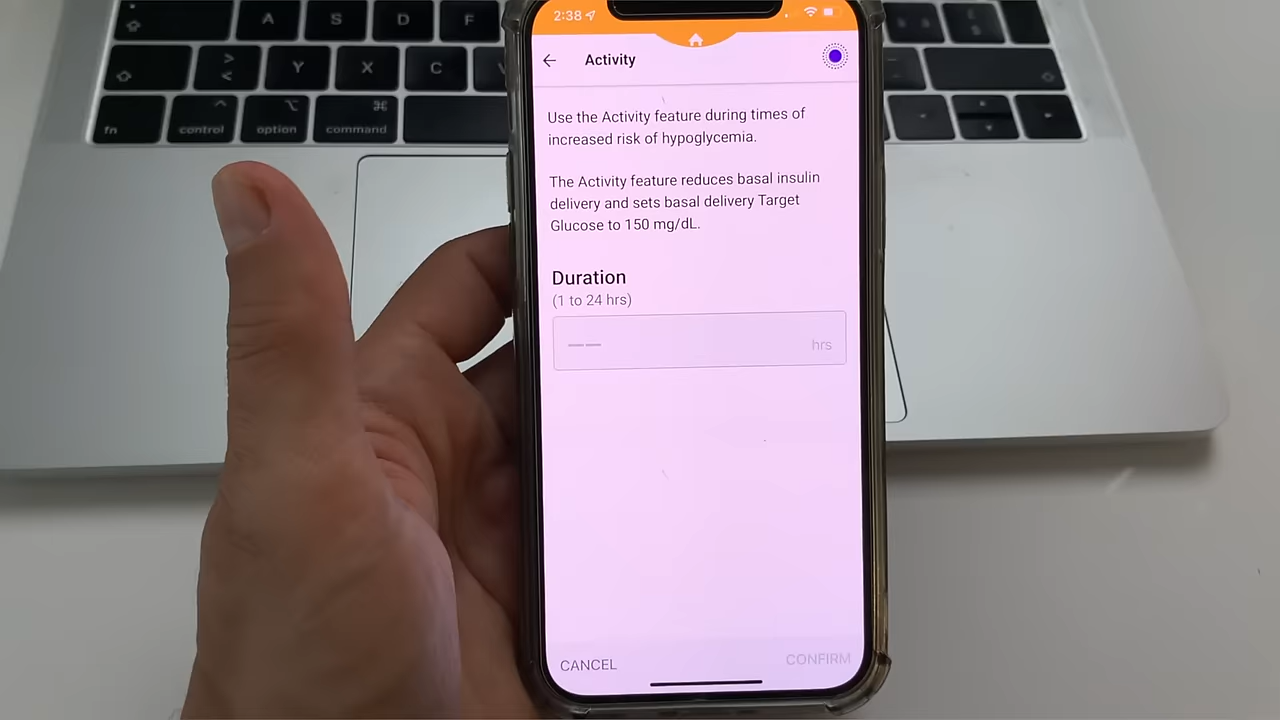 2:38
Activity
Use the Activity feature during times of
increased risk of hypoglycemia.
The Activity feature reduces basal insulin
delivery and sets basal delivery Target
Glucose to 150 mg/dL.
Duration
(1 to 24 hrs)
—— hrs
CANCEL CONFIRM
A S D F
> <
Y X C
fn control ^ option ⌥ command ⌘